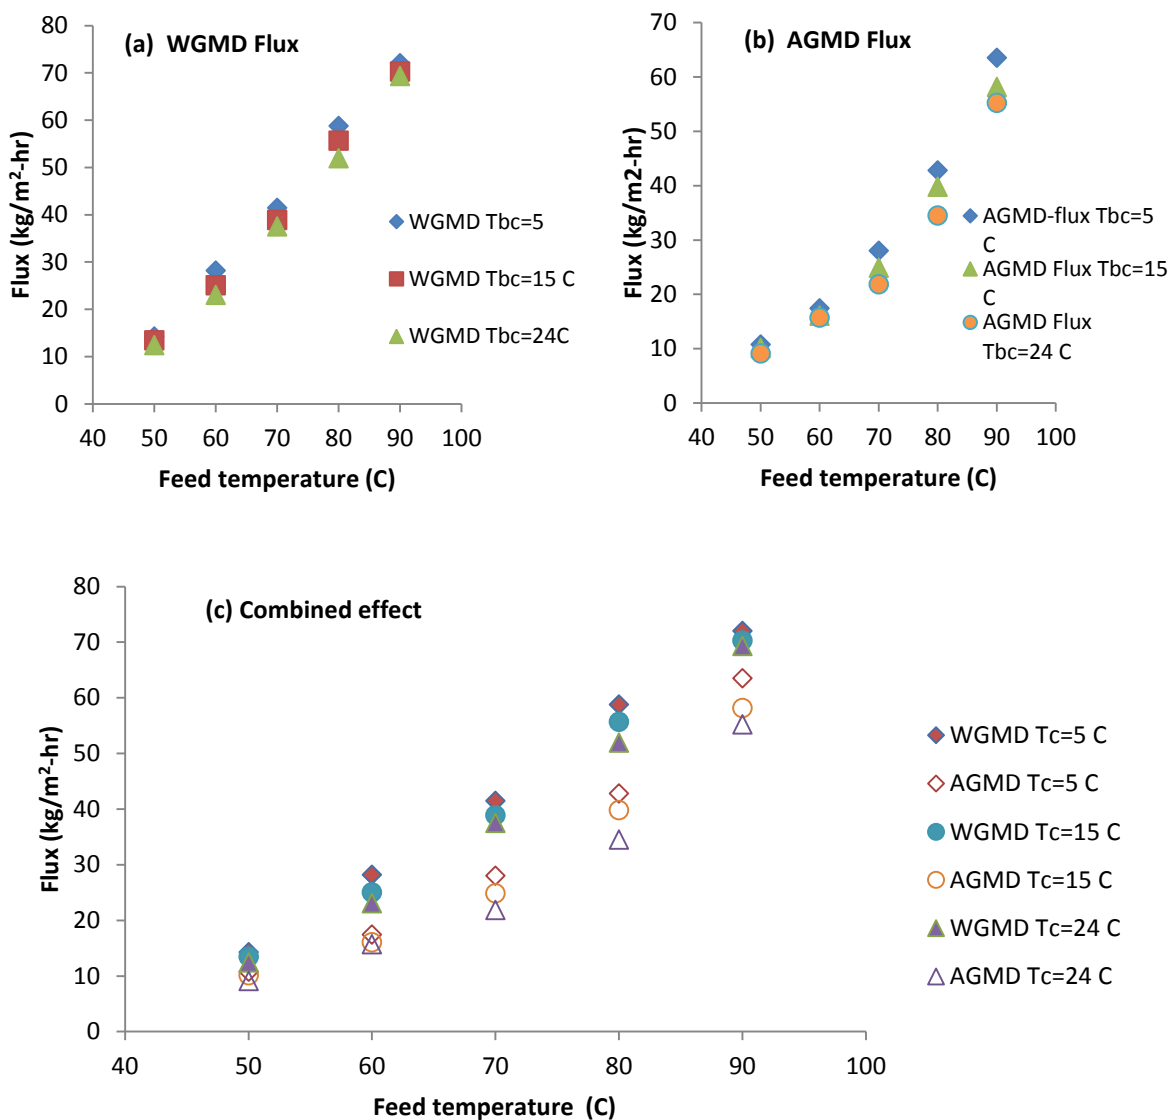 (a) WGMD Flux
80
70
60
50
40
30
20
10
0
40 50 60 70 80 90 100
Flux (kg/m²-hr)
Feed temperature (C)
WGMD Tbc=5
WGMD Tbc=15 C
WGMD Tbc=24C
(b) AGMD Flux
70
60
50
40
30
20
10
0
40 50 60 70 80 90 100
Flux (kg/m2-hr)
Feed temperature (C)
AGMD-flux Tbc=5
C
AGMD Flux Tbc=15
C
AGMD Flux
Tbc=24 C
(c) Combined effect
80
70
60
50
40
30
20
10
0
40 50 60 70 80 90 100
Flux (kg/m²-hr)
Feed temperature (C)
WGMD Tc=5 C
AGMD Tc=5 C
WGMD Tc=15 C
AGMD Tc=15 C
WGMD Tc=24 C
AGMD Tc=24 C